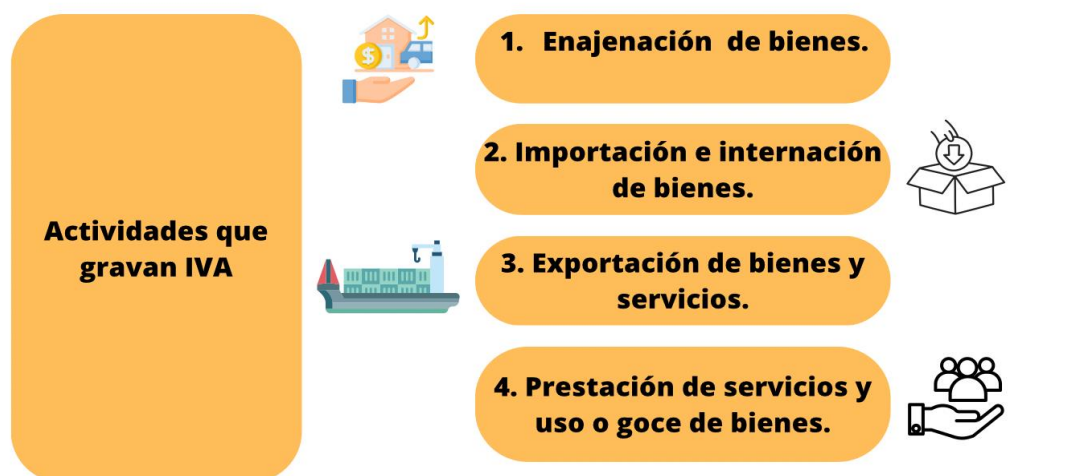 Actividades que
gravan IVA
1. Enajenación de bienes.
2. Importación e internación
de bienes.
3. Exportación de bienes y
servicios.
4. Prestación de servicios y
uso o goce de bienes.
$